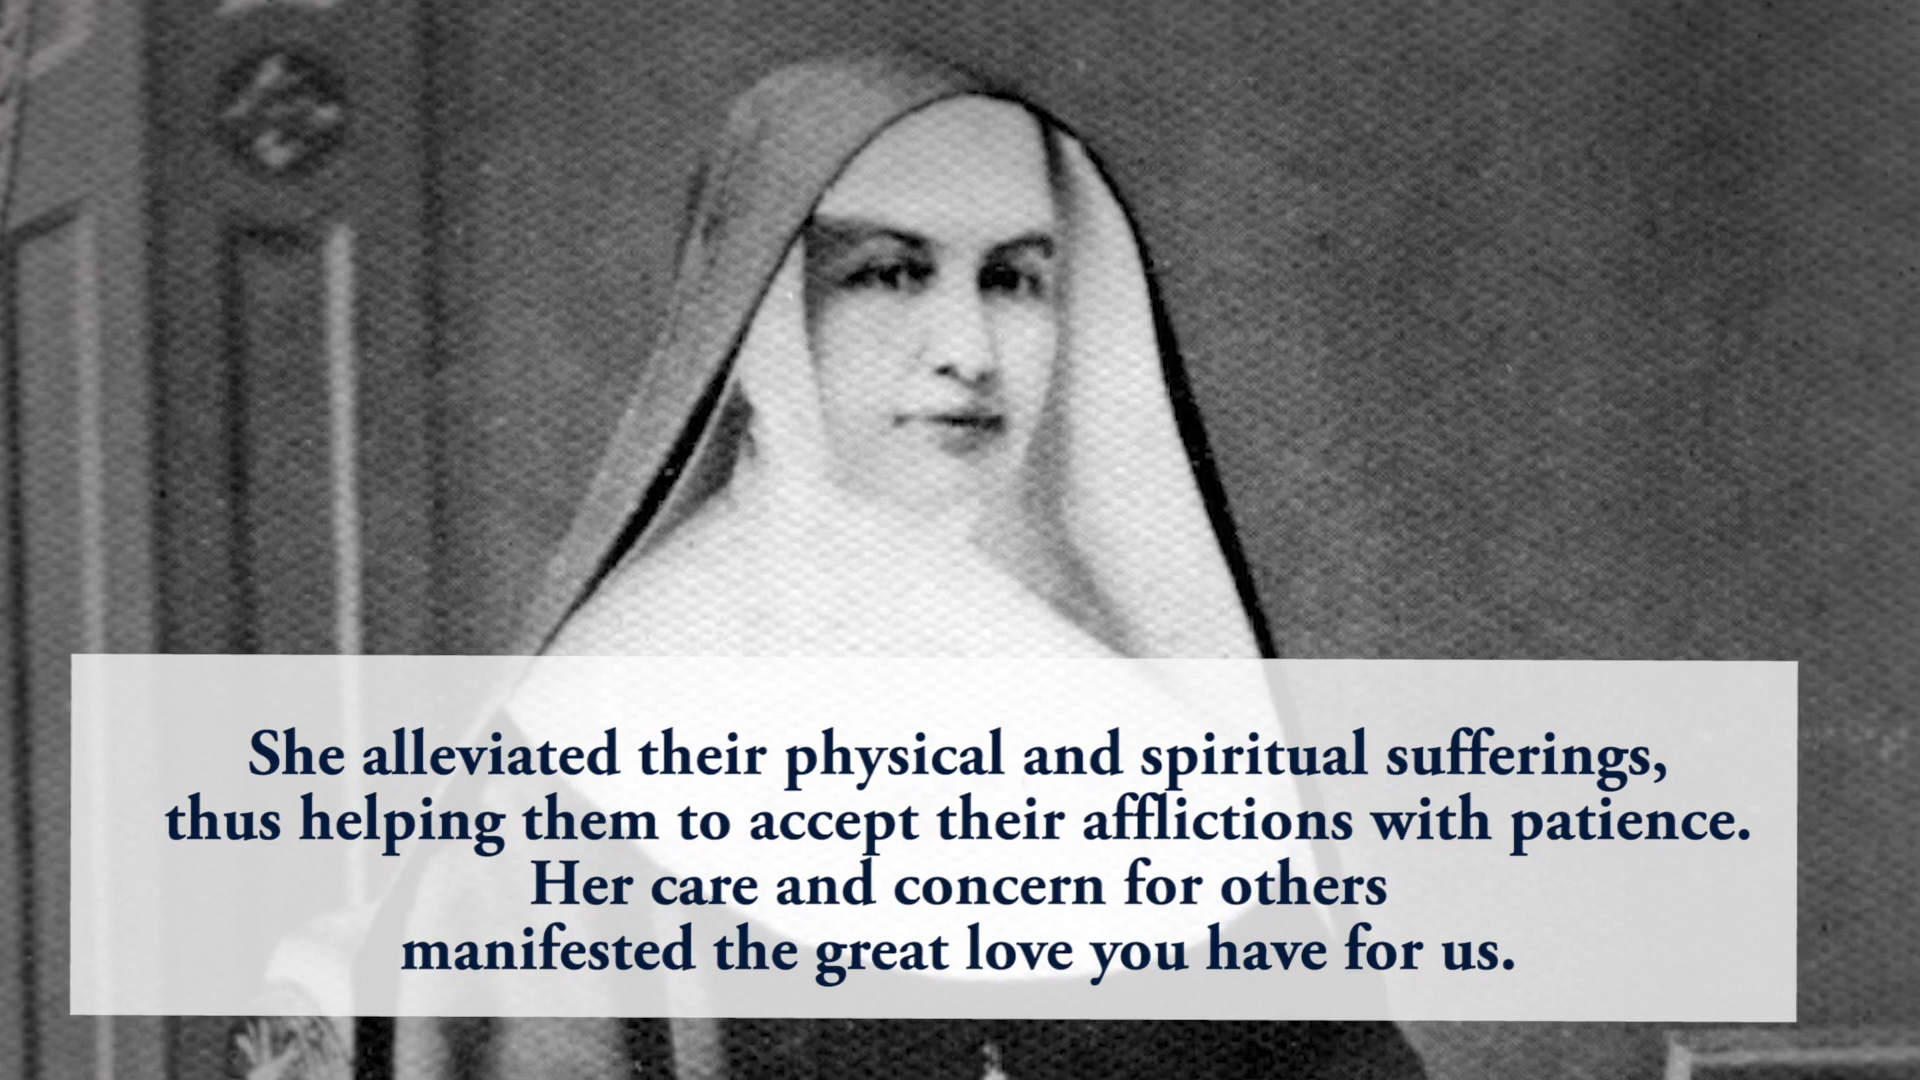 She alleviated their physical and spiritual sufferings,
thus helping them to accept their afflictions with patience.
Her care and concern for others
manifested the great love you have for us.